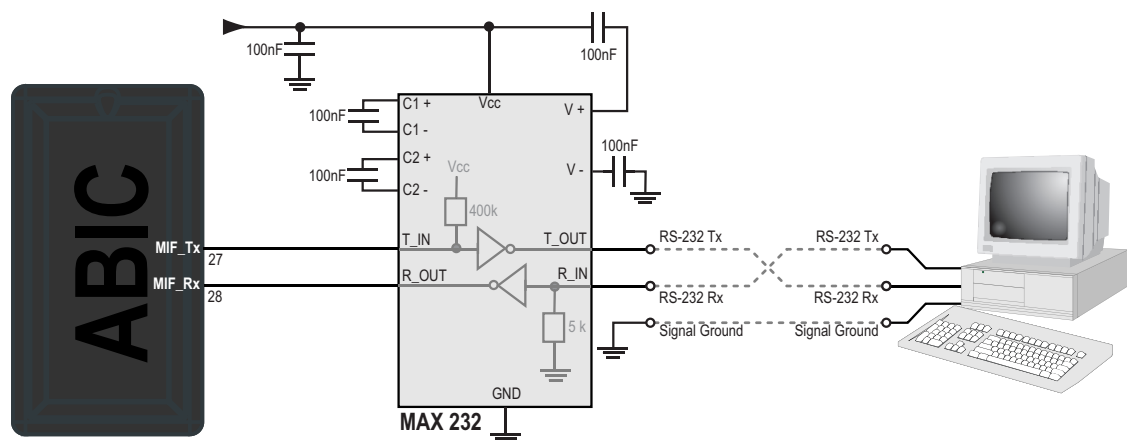 100nF
100nF
C1 +
Vcc
V +
100nF
C1 -
C2 +
100nF
100nF
V -
C2 -
Vcc
400k
ABIC
MIF_Tx
27
T_IN
T_OUT
RS-232 Tx
RS-232 Tx
MIF_Rx
28
R_OUT
R_IN
RS-232 Rx
RS-232 Rx
5 k
Signal Ground
Signal Ground
GND
MAX 232